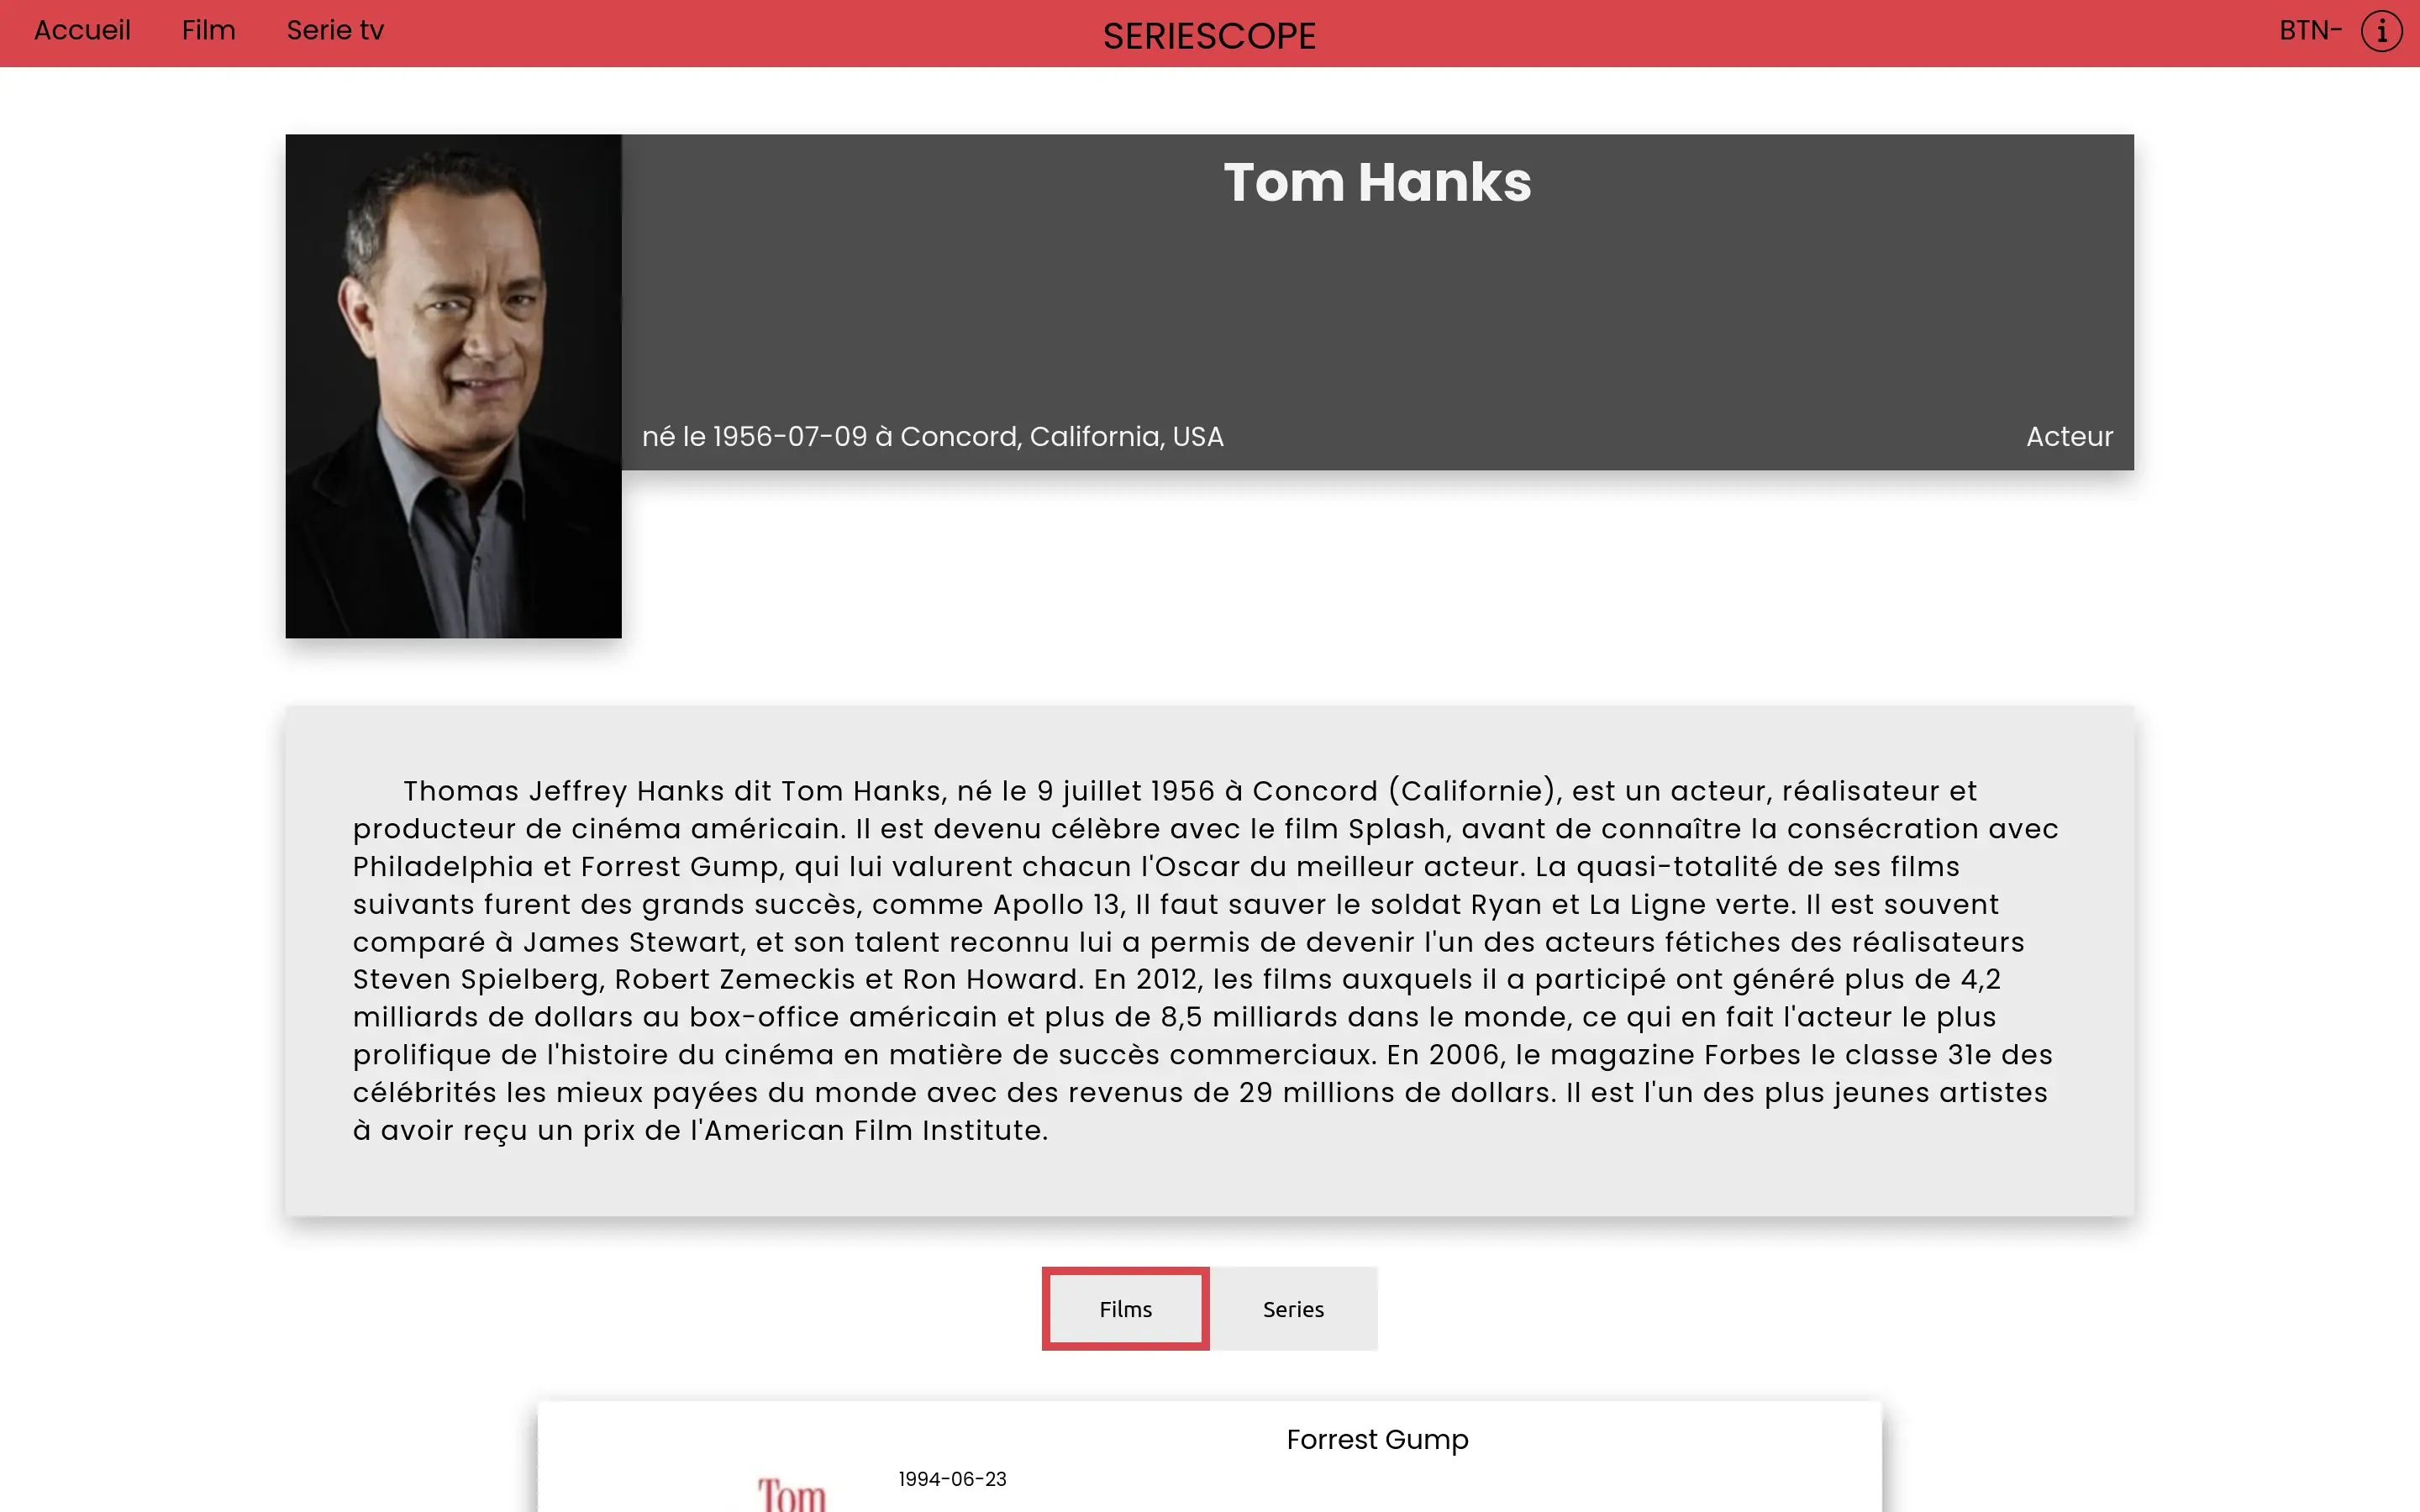 Accueil Film Serie tv SERIESCOPE BTN- i
Tom Hanks
né le 1956-07-09 à Concord, California, USA Acteur
Thomas Jeffrey Hanks dit Tom Hanks, né le 9 juillet 1956 à Concord (Californie), est un acteur, réalisateur et
producteur de cinéma américain. Il est devenu célèbre avec le film Splash, avant de connaître la consécration avec
Philadelphia et Forrest Gump, qui lui valurent chacun l'Oscar du meilleur acteur. La quasi-totalité de ses films
suivants furent des grands succès, comme Apollo 13, Il faut sauver le soldat Ryan et La Ligne verte. Il est souvent
comparé à James Stewart, et son talent reconnu lui a permis de devenir l'un des acteurs fétiches des réalisateurs
Steven Spielberg, Robert Zemeckis et Ron Howard. En 2012, les films auxquels il a participé ont généré plus de 4,2
milliards de dollars au box-office américain et plus de 8,5 milliards dans le monde, ce qui en fait l'acteur le plus
prolifique de l'histoire du cinéma en matière de succès commerciaux. En 2006, le magazine Forbes le classe 31e des
célébrités les mieux payées du monde avec des revenus de 29 millions de dollars. Il est l'un des plus jeunes artistes
à avoir reçu un prix de l'American Film Institute.
Films Series
Forrest Gump
1994-06-23
Tom